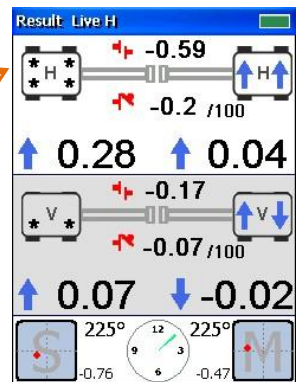 Result Live H
-0.59
H
H
-0.2 /100
0.28 0.04
-0.17
V
V
-0.07 /100
0.07 -0.02
225° 12 225°
S 9 3 M
-0.76 6 -0.47